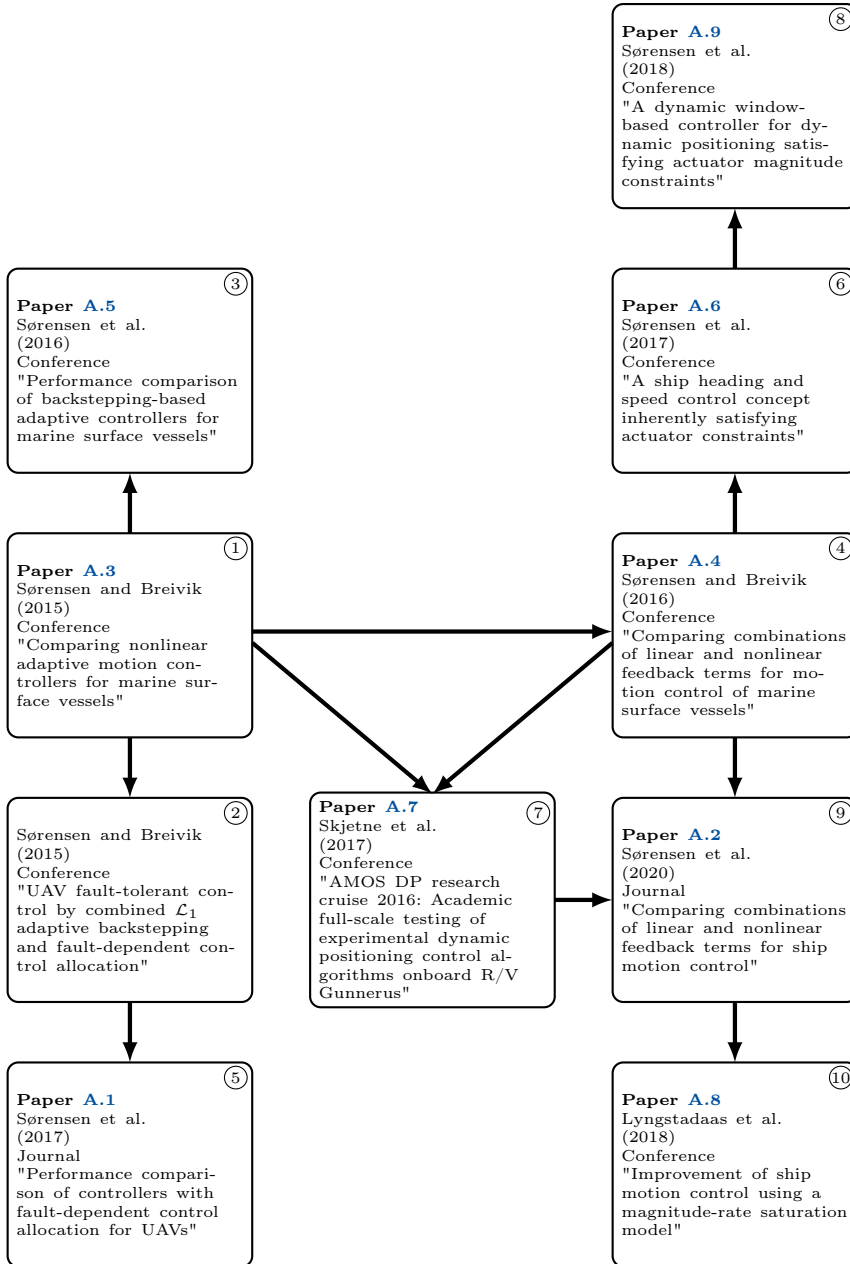 8
Paper A.9
Sørensen et al.
(2018)
Conference
"A dynamic window-
based controller for dy-
namic positioning satis-
fying actuator magnitude
constraints"
3
Paper A.5
Sørensen et al.
(2016)
Conference
"Performance comparison
of backstepping-based
adaptive controllers for
marine surface vessels"
6
Paper A.6
Sørensen et al.
(2017)
Conference
"A ship heading and
speed control concept
inherently satisfying
actuator constraints"
1
Paper A.3
Sørensen and Breivik
(2015)
Conference
"Comparing nonlinear
adaptive motion con-
trollers for marine sur-
face vessels"
4
Paper A.4
Sørensen and Breivik
(2016)
Conference
"Comparing combinations
of linear and nonlinear
feedback terms for mo-
tion control of marine
surface vessels"
2
Sørensen and Breivik
(2015)
Conference
"UAV fault-tolerant con-
trol by combined ℒ₁
adaptive backstepping
and fault-dependent con-
trol allocation"
7
Paper A.7
Skjetne et al.
(2017)
Conference
"AMOS DP research
cruise 2016: Academic
full-scale testing of
experimental dynamic
positioning control al-
gorithms onboard R/V
Gunnerus"
9
Paper A.2
Sørensen et al.
(2020)
Journal
"Comparing combinations
of linear and nonlinear
feedback terms for ship
motion control"
5
Paper A.1
Sørensen et al.
(2017)
Journal
"Performance compari-
son of controllers with
fault-dependent control
allocation for UAVs"
10
Paper A.8
Lyngstadaas et al.
(2018)
Conference
"Improvement of ship
motion control using a
magnitude-rate saturation
model"